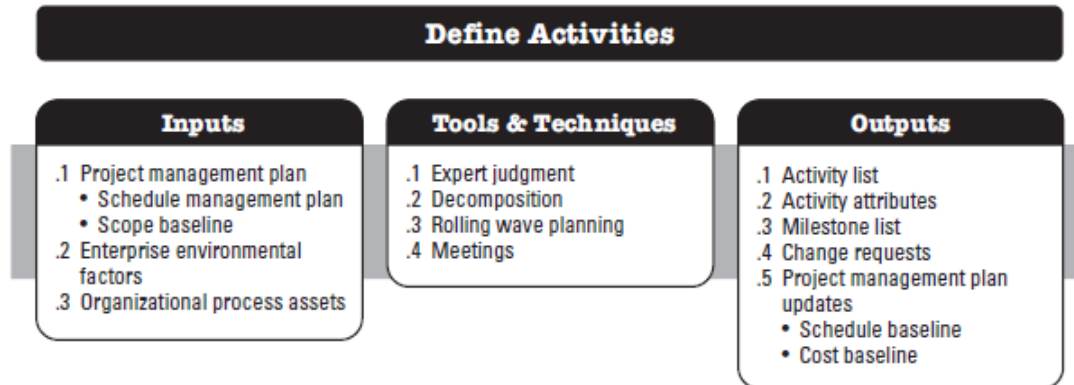 Define Activities
Inputs
.1 Project management plan
• Schedule management plan
• Scope baseline
.2 Enterprise environmental
factors
.3 Organizational process assets
Tools & Techniques
.1 Expert judgment
.2 Decomposition
.3 Rolling wave planning
.4 Meetings
Outputs
.1 Activity list
.2 Activity attributes
.3 Milestone list
.4 Change requests
.5 Project management plan
updates
• Schedule baseline
• Cost baseline